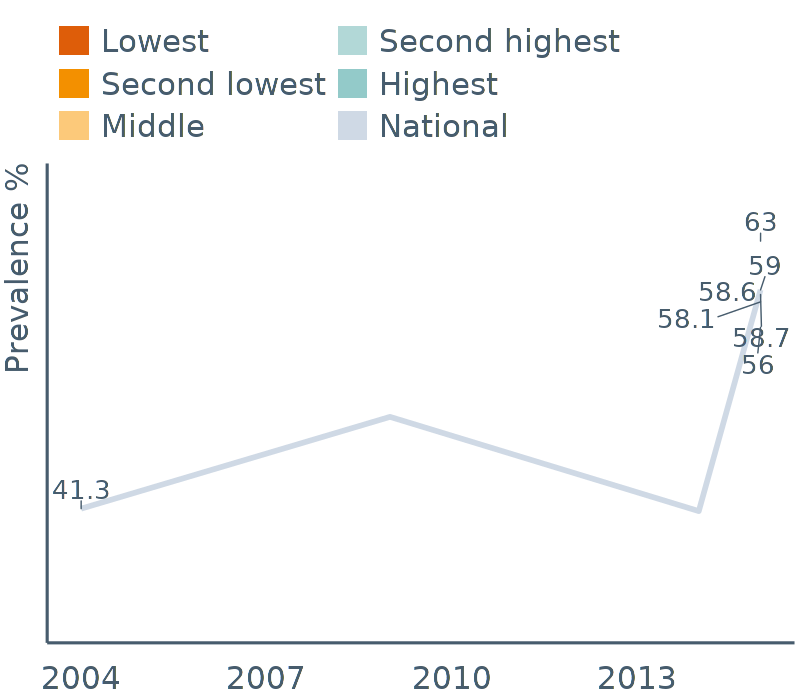 Lowest
Second lowest
Middle
Second highest
Highest
National
Prevalence %
63
59
58.6
58.1
58.7
56
41.3
2004 2007 2010 2013